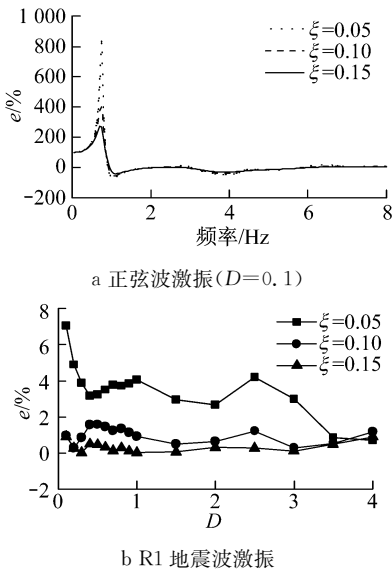 1 000
800
600
400
200
0
-200
e/%
ξ=0.05
ξ=0.10
ξ=0.15
0 2 4 6 8
频率/Hz
a 正弦波激振(D=0.1)
8
6
4
2
0
-2
e/%
ξ=0.05
ξ=0.10
ξ=0.15
0 1 2 3 4
D
b R1 地震波激振